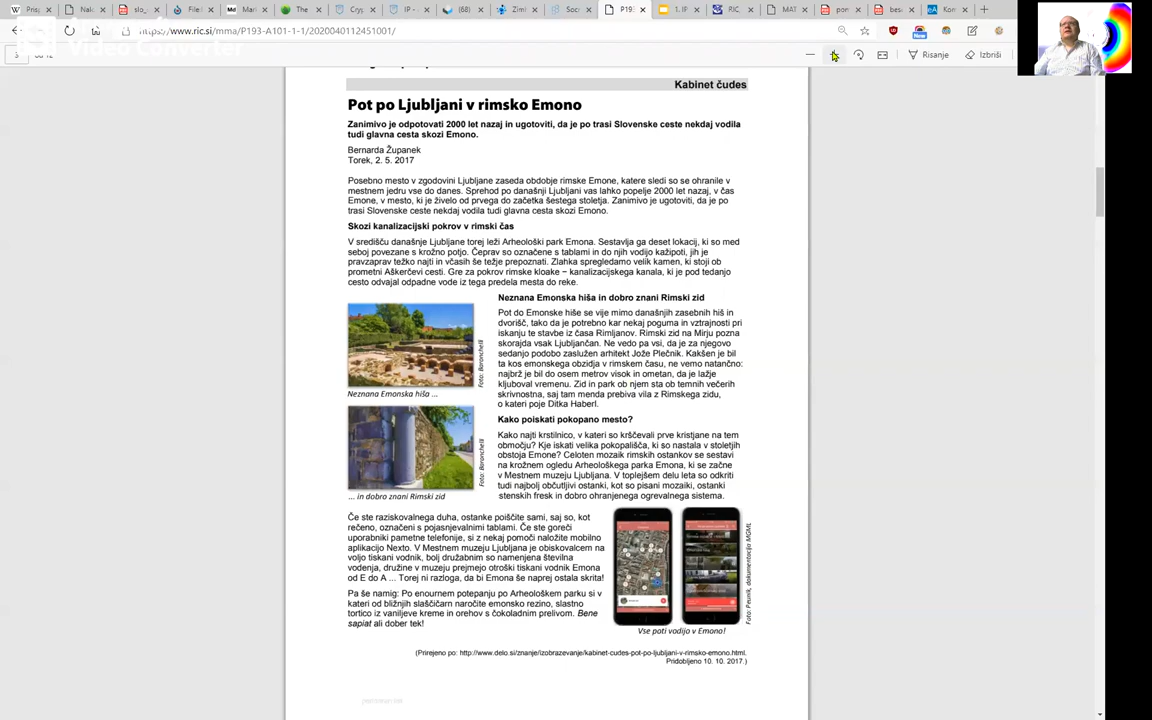 https://www.ric.si/mma/P193-A101-1-1/2020040112451001/
Video Converter
Risanje
Izbriši
Kabinet čudes
Pot po Ljubljani v rimsko Emono
Zanimivo je odpotovati 2000 let nazaj in ugotoviti, da je po trasi Slovenske ceste nekdaj vodila
tudi glavna cesta skozi Emono.
Bernarda Županek
Torek, 2. 5. 2017
Posebno mesto v zgodovini Ljubljane zaseda obdobje rimske Emone, katere sledi so se ohranile v
mestnem jedru vse do danes. Sprehod po današnji Ljubljani vas lahko popelje 2000 let nazaj, v čas
Emone, v mesto, ki je živelo od prvega do začetka šestega stoletja. Zanimivo je ugotoviti, da je po
trasi Slovenske ceste nekdaj vodila tudi glavna cesta skozi Emono.
Skozi kanalizacijski pokrov v rimski čas
V središču današnje Ljubljane torej leži Arheološki park Emona. Sestavlja ga deset lokacij, ki so med
seboj povezane s krožno potjo. Čeprav so označene s tablami in do njih vodijo kažipoti, jih je
pravzaprav težko najti in včasih še težje prepoznati. Zlahka spregledamo velik kamen, ki stoji ob
prometni Aškerčevi cesti. Gre za pokrov rimske kloake – kanalizacijskega kanala, ki je pod tedanjo
cesto odvajal odpadne vode iz tega predela mesta do reke.
Neznana Emonska hiša in dobro znani Rimski zid
Pot do Emonske hiše se vije mimo današnjih zasebnih hiš in
dvorišč, tako da je potrebno kar nekaj poguma in vztrajnosti pri
iskanju te stavbe iz časa Rimljanov. Rimski zid na Mirju pozna
skorajda vsak Ljubljančan. Ne vedo pa vsi, da je za njegovo
sedanjo podobo zaslužen arhitekt Jože Plečnik. Kakšen je bil
ta kos emonskega obzidja v rimskem času, ne vemo natančno:
najbrž je bil do osem metrov visok in ometan, da je lažje
kljuboval vremenu. Zid in park ob njem sta ob temnih večerih
skrivnostna, saj tam menda prebiva vila z Rimskega zidu,
o kateri poje Ditka Haberl.
Foto: Baranchelli
Neznana Emonska hiša ...
Kako poiskati pokopano mesto?
Kako najti krstilnico, v kateri so krščevali prve kristjane na tem
območju? Kje iskati velika pokopališča, ki so nastala v stoletjih
obstoja Emone? Celoten mozaik rimskih ostankov se sestavi
na krožnem ogledu Arheološkega parka Emona, ki se začne
v Mestnem muzeju Ljubljana. V toplejšem delu leta so odkriti
tudi najbolj občutljivi ostanki, kot so pisani mozaiki, ostanki
stenskih fresk in dobro ohranjenega ogrevalnega sistema.
Foto: Baranchelli
... in dobro znani Rimski zid
Če ste raziskovalnega duha, ostanke poiščite sami, saj so, kot
rečeno, označeni s pojasnjevalnimi tablami. Če ste goreči
uporabniki pametne telefonije, si z nekaj pomoči naložite mobilno
aplikacijo Nexto. V Mestnem muzeju Ljubljana je obiskovalcem na
voljo tiskani vodnik, bolj družabnim so namenjena številna
vodenja, družine v muzeju prejmejo otroški tiskani vodnik Emona
od E do A ... Torej ni razloga, da bi Emona še naprej ostala skrita!
Pa še namig: Po enournem potepanju po Arheološkem parku si v
kateri od bližnjih slaščičarn naročite emonsko rezino, slastno
tortico iz vaniljeve kreme in orehov s čokoladnim prelivom. Bene
sapiat ali dober tek!
Foto: Peunik, dokumentacija MGML
Vse poti vodijo v Emono!
(Prirejeno po: http://www.delo.si/znanje/izobrazevanje/kabinet-cudes-pot-po-ljubljani-v-rimsko-emono.html.
Pridobljeno 10. 10. 2017.)